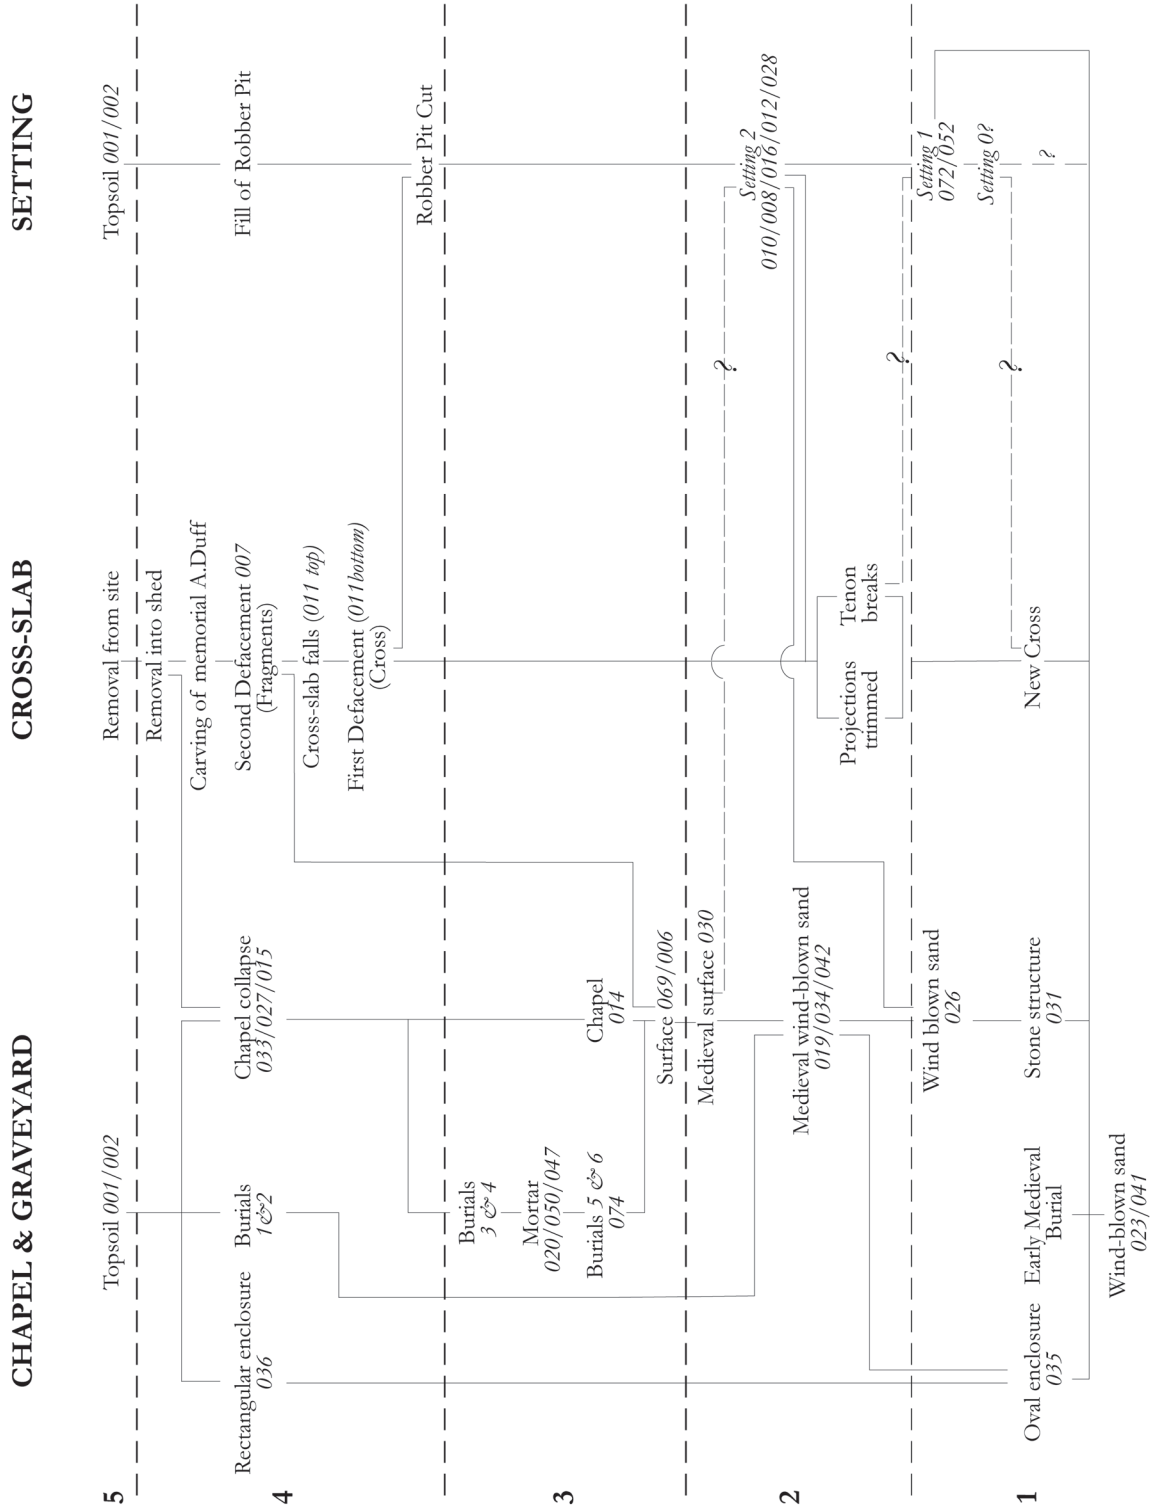 CHAPEL & GRAVEYARD
CROSS-SLAB
SETTING
5
Topsoil 001/002
Removal from site
Topsoil 001/002
Removal into shed
4
Rectangular enclosure
036
Burials
1&2
Chapel collapse
033/027/015
Carving of memorial A.Duff
Second Defacement 007
(Fragments)
Fill of Robber Pit
Cross-slab falls (011 top)
First Defacement (011bottom)
(Cross)
Robber Pit Cut
3
Burials
3 & 4
Mortar
020/050/047
Burials 5 & 6
074
Chapel
014
Surface 069/006
2
Medieval surface 030
?
Setting 2
010/008/016/012/028
Medieval wind-blown sand
019/034/042
Projections
trimmed
Tenon
breaks
?
1
Wind blown sand
026
Setting 1
072/052
Setting 0?
Oval enclosure
035
Early Medieval
Burial
Stone structure
031
New Cross
?
?
Wind-blown sand
023/041